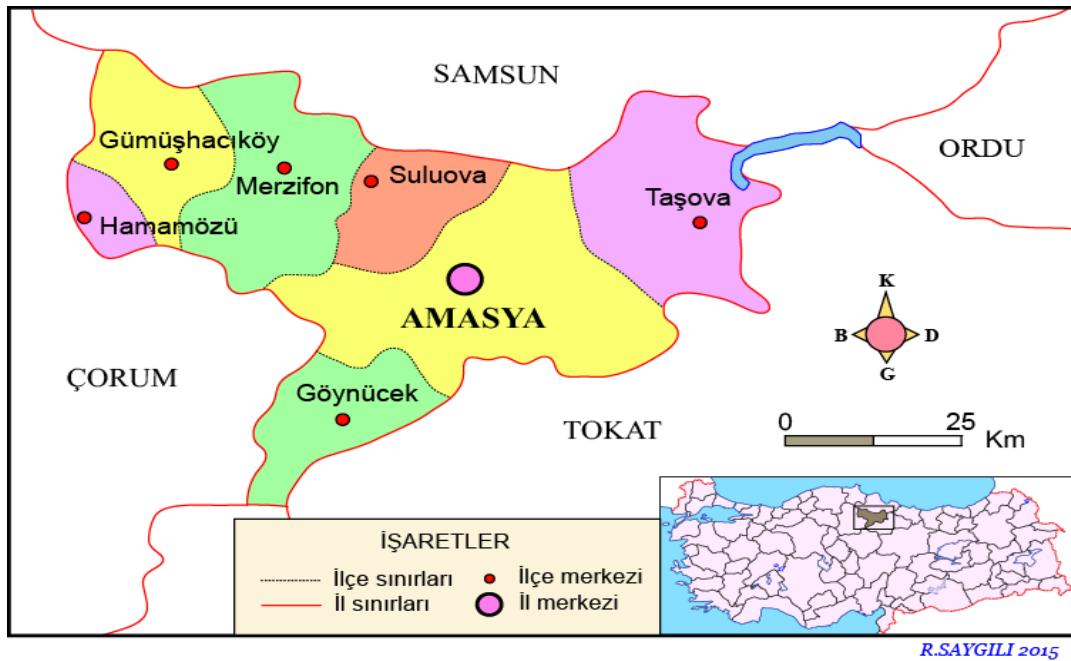 SAMSUN
ORDU
Gümüşhacıköy
Merzifon
Suluova
Taşova
Hamamözü
AMASYA
K
B
D
G
ÇORUM
Göynücek
TOKAT
0
25
Km
İŞARETLER
İlçe sınırları
İlçe merkezi
İl sınırları
İl merkezi
R.SAYGILI 2015